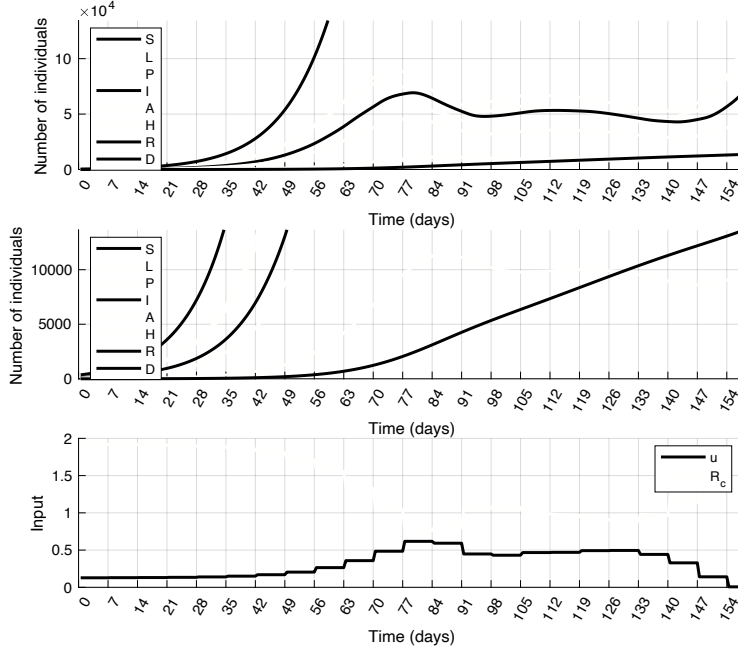 ×10⁴
Number of individuals
10
5
0
S
L
P
I
A
H
R
D
0 7 14 21 28 35 42 49 56 63 70 77 84 91 98 105 112 119 126 133 140 147 154
Time (days)
Number of individuals
10000
5000
0
S
L
P
I
A
H
R
D
0 7 14 21 28 35 42 49 56 63 70 77 84 91 98 105 112 119 126 133 140 147 154
Time (days)
Input
2
1.5
1
0.5
0
u
R_c
0 7 14 21 28 35 42 49 56 63 70 77 84 91 98 105 112 119 126 133 140 147 154
Time (days)